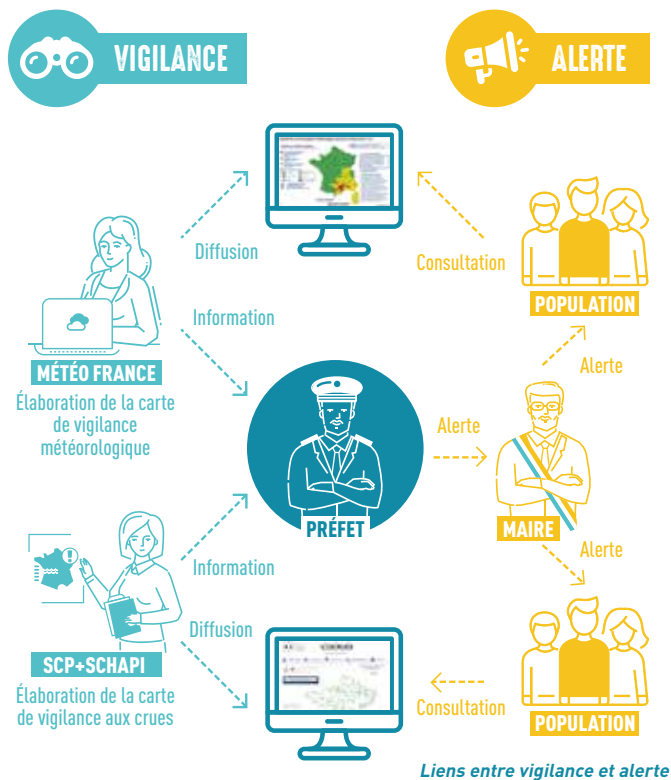 VIGILANCE
ALERTE
Diffusion
Consultation
POPULATION
Information
MÉTÉO FRANCE
Élaboration de la carte
de vigilance
météorologique
Alerte
Alerte
PRÉFET
MAIRE
Alerte
Information
Diffusion
SCP+SCHAPI
Élaboration de la carte
de vigilance aux crues
Consultation
POPULATION
Liens entre vigilance et alerte